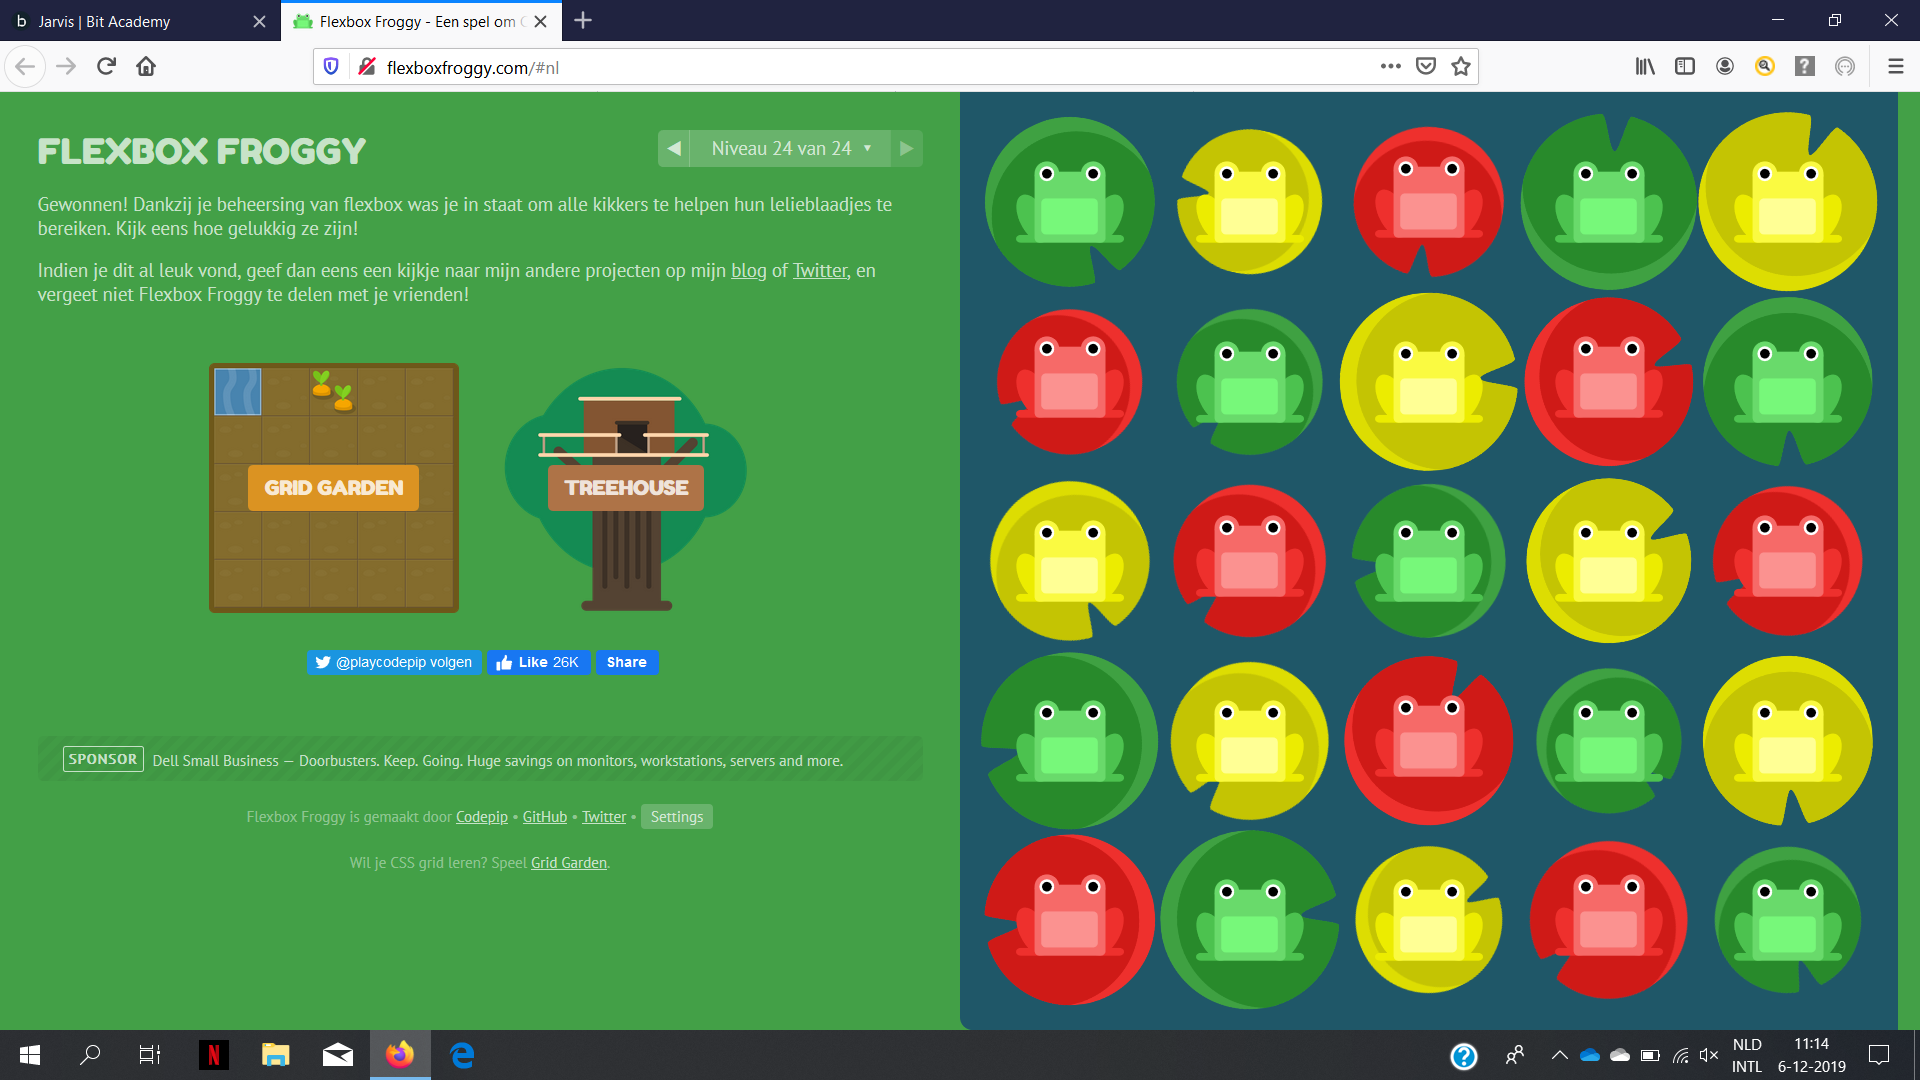 Jarvis | Bit Academy
Flexbox Froggy - Een spel om
flexboxfroggy.com/#nl
FLEXBOX FROGGY
Niveau 24 van 24
Gewonnen! Dankzij je beheersing van flexbox was je in staat om alle kikkers te helpen hun lelieblaadjes te
bereiken. Kijk eens hoe gelukkig ze zijn!
Indien je dit al leuk vond, geef dan eens een kijkje naar mijn andere projecten op mijn blog of Twitter, en
vergeet niet Flexbox Froggy te delen met je vrienden!
GRID GARDEN
TREEHOUSE
@playcodepip volgen
Like 26K
Share
SPONSOR Dell Small Business — Doorbusters. Keep. Going. Huge savings on monitors, workstations, servers and more.
Flexbox Froggy is gemaakt door Codepip • GitHub • Twitter • Settings
Wil je CSS grid leren? Speel Grid Garden.
NLD
INTL
11:14
6-12-2019